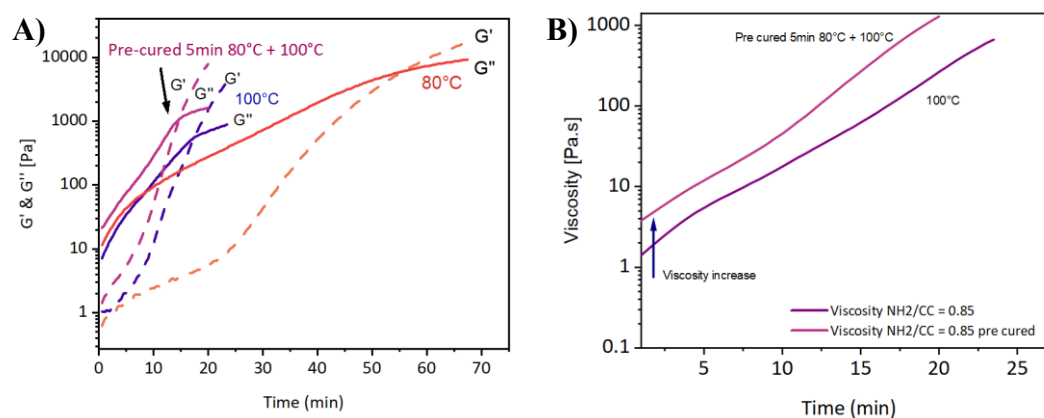 A)
Pre-cured 5min 80°C + 100°C
G'
G''
G'
100°C
G''
G'
G''
80°C
10000
1000
100
10
1
G' & G'' [Pa]
0
10
20
30
40
50
60
70
Time (min)
B)
Pre cured 5min 80°C + 100°C
100°C
Viscosity increase
Viscosity NH2/CC = 0.85
Viscosity NH2/CC = 0.85 pre cured
1000
100
10
1
0.1
Viscosity [Pa.s]
5
10
15
20
25
Time (min)